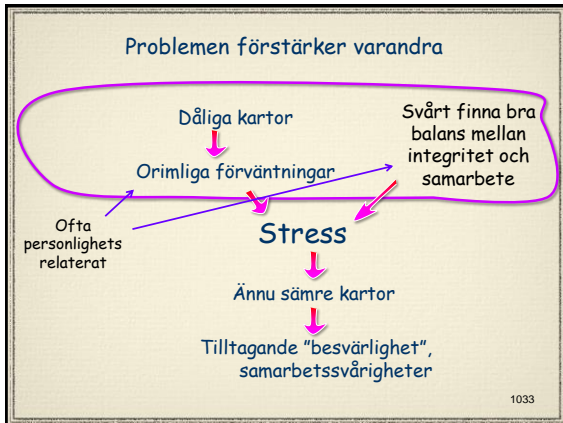 Problemen förstärker varandra
Dåliga kartor
Orimliga förväntningar
Svårt finna bra
balans mellan
integritet och
samarbete
Ofta
personlighets
relaterat
Stress
Ännu sämre kartor
Tilltagande ”besvärlighet”,
samarbetssvårigheter
1033